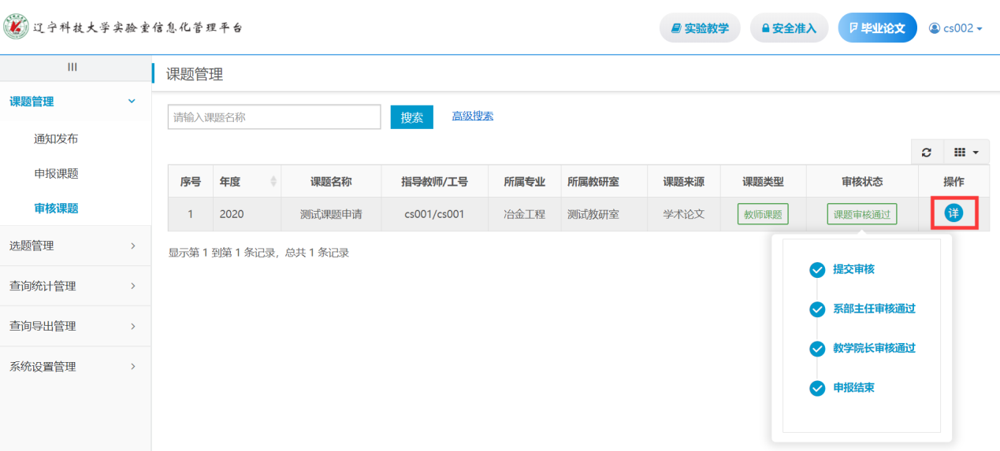 辽宁科技大学实验室信息化管理平台
实验教学
安全准入
毕业论文
cs002
课题管理
通知发布
申报课题
审核课题
选题管理
查询统计管理
查询导出管理
系统设置管理
课题管理
请输入课题名称
搜索
高级搜索
序号 年度 课题名称 指导教师/工号 所属专业 所属教研室 课题来源 课题类型 审核状态 操作
1 2020 测试课题申请 cs001/cs001 冶金工程 测试教研室 学术论文 教师课题 课题审核通过 详
显示第 1 到第 1 条记录，总共 1 条记录
提交审核
系部主任审核通过
教学院长审核通过
申报结束